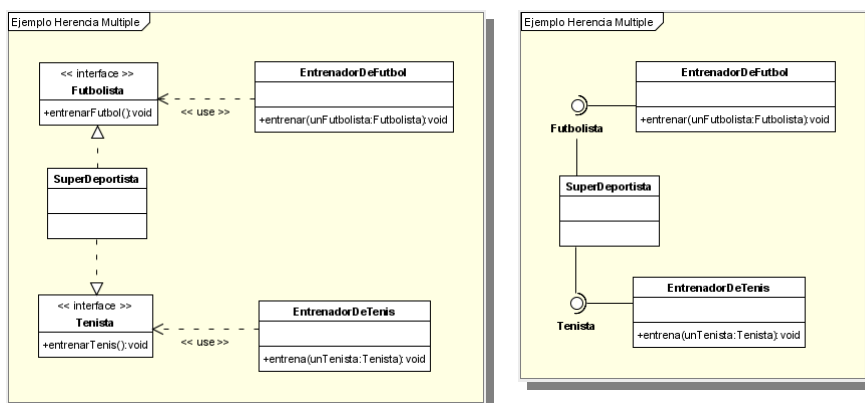 Ejemplo Herencia Multiple
<< interface >>
Futbolista
+entrenarFutbol():void
<< use >>
EntrenadorDeFutbol
+entrenar(unFutbolista:Futbolista):void
SuperDeportista
<< interface >>
Tenista
+entrenarTenis():void
<< use >>
EntrenadorDeTenis
+entrena(unTenista:Tenista):void
Ejemplo Herencia Multiple
EntrenadorDeFutbol
+entrenar(unFutbolista:Futbolista):void
Futbolista
SuperDeportista
EntrenadorDeTenis
+entrena(unTenista:Tenista):void
Tenista